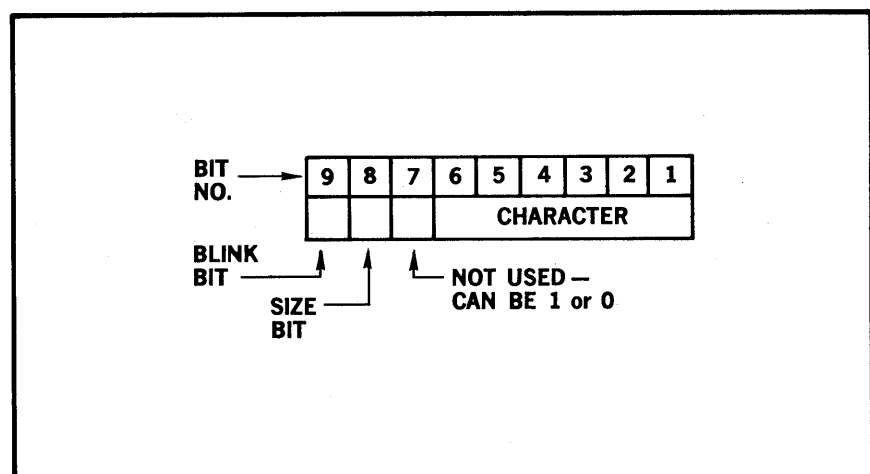 BIT
NO.
9 8 7 6 5 4 3 2 1
CHARACTER
BLINK
BIT
SIZE
BIT
NOT USED —
CAN BE 1 or 0